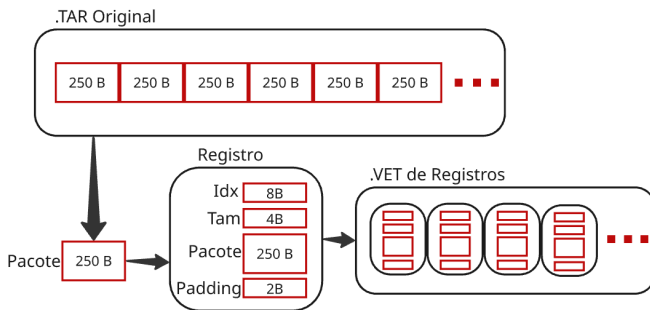 .TAR Original
250 B 250 B 250 B 250 B 250 B 250 B
Registro
.VET de Registros
Idx 8B
Tam 4B
Pacote 250 B
Pacote 250 B
Padding 2B